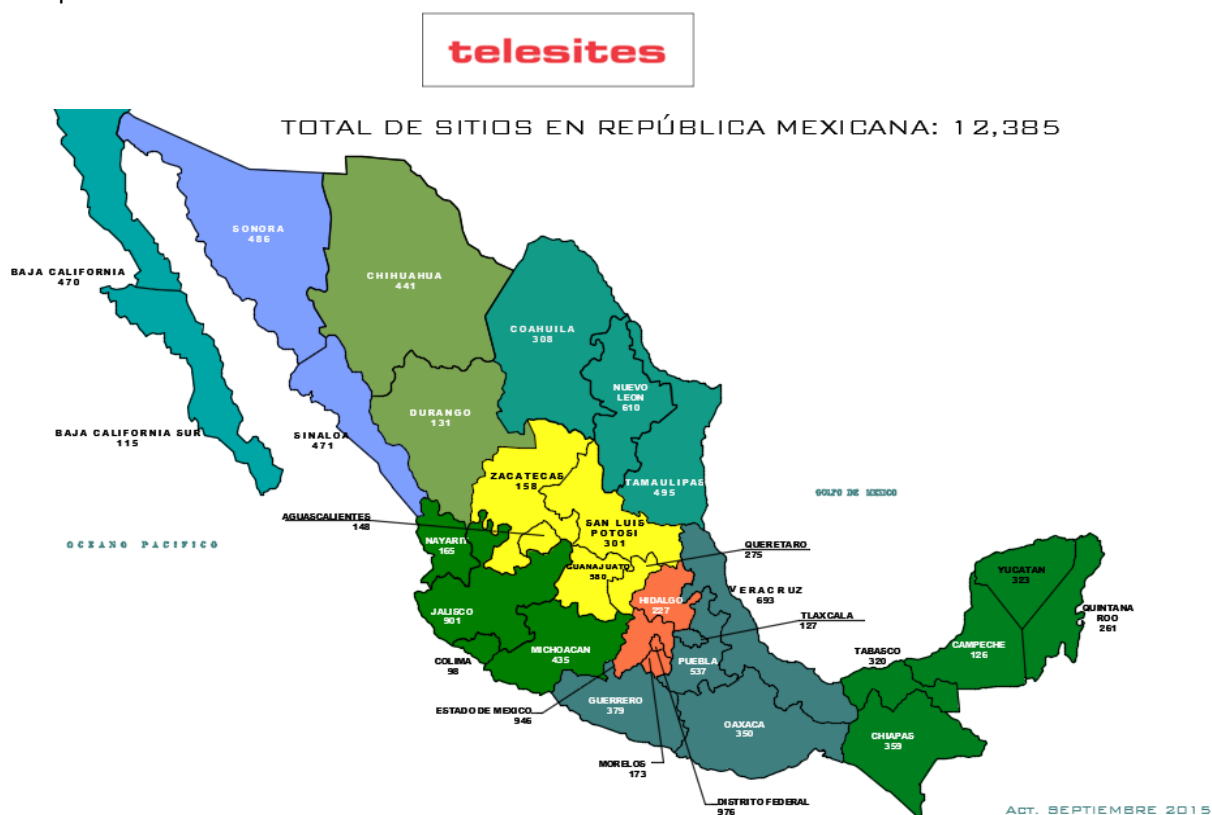 telesites
TOTAL DE SITIOS EN REPÚBLICA MEXICANA: 12,385
SONORA
486
BAJA CALIFORNIA
470
CHIHUAHUA
441
COAHUILA
308
NUEVO
LEON
610
DURANGO
131
BAJA CALIFORNIA SUR
115
SINALOA
471
ZACATECAS
158
TAMAULIPAS
495
GOLFO DE MEXICO
AGUASCALIENTES
148
SAN LUIS
POTOSI
301
OCEANO PACIFICO
NAYARIT
165
QUERETARO
275
GUANAJUATO
580
YUCATAN
323
HIDALGO
227
VERACRUZ
693
JALISCO
901
TLAXCALA
127
QUINTANA
ROO
261
MICHOACAN
435
CAMPECHE
126
TABASCO
320
COLIMA
98
PUEBLA
537
GUERRERO
379
ESTADO DE MEXICO
946
OAXACA
350
CHIAPAS
359
MORELOS
173
DISTRITO FEDERAL
976
ACT. SEPTIEMBRE 2015